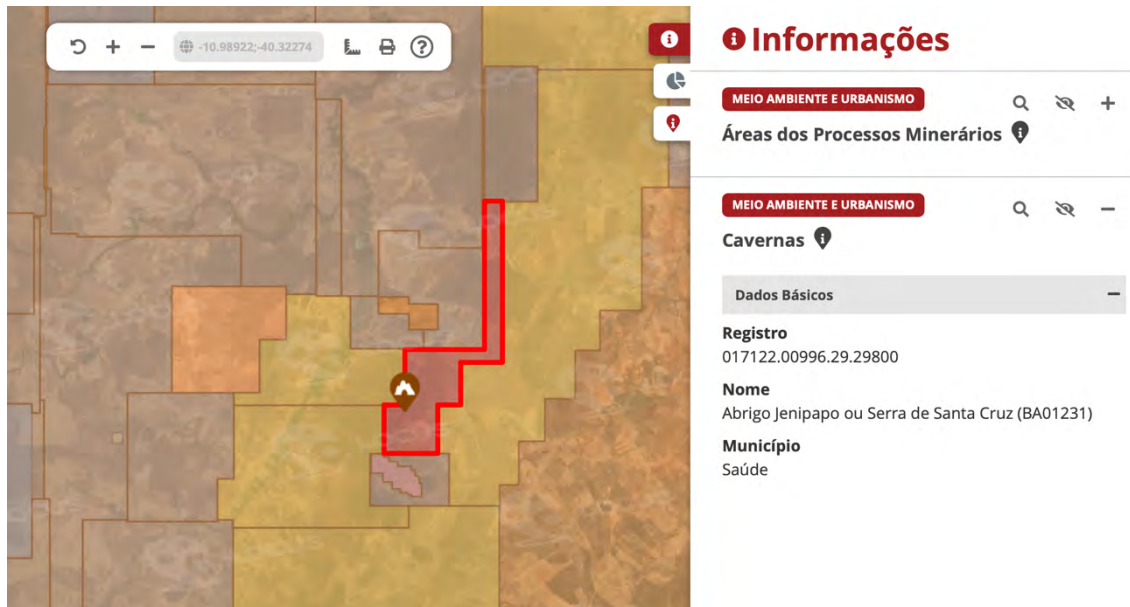 -10.98922;-40.32274
Informações
MEIO AMBIENTE E URBANISMO
Áreas dos Processos Minerários
MEIO AMBIENTE E URBANISMO
Cavernas
Dados Básicos
Registro
017122.00996.29.29800
Nome
Abrigo Jenipapo ou Serra de Santa Cruz (BA01231)
Município
Saúde